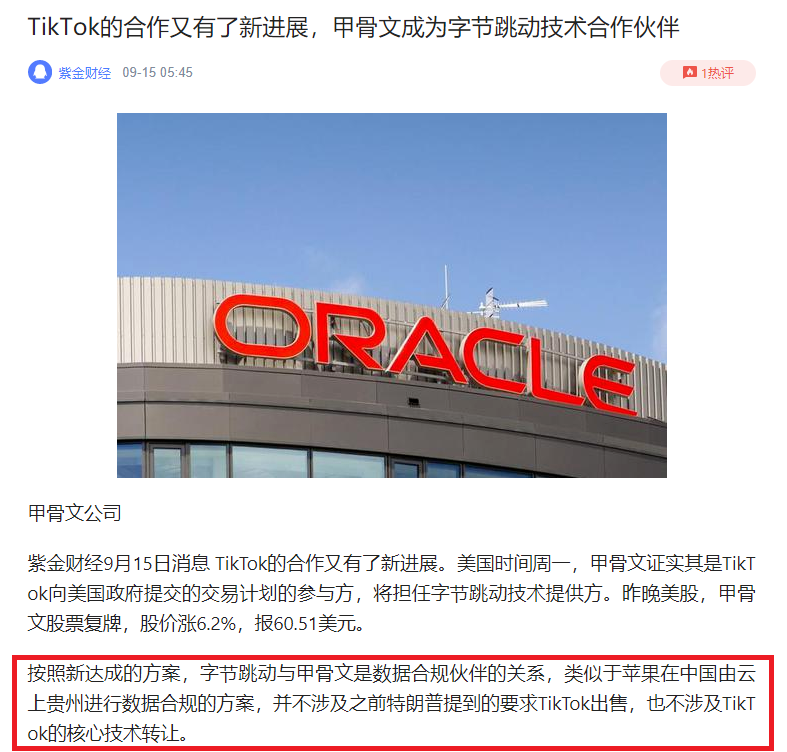 TikTok的合作又有了新进展，甲骨文成为字节跳动技术合作伙伴
紫金财经 09-15 05:45
1热评
ORACLE
甲骨文公司
紫金财经9月15日消息 TikTok的合作又有了新进展。美国时间周一，甲骨文证实其是TikT
ok向美国政府提交的交易计划的参与方，将担任字节跳动技术提供方。昨晚美股，甲骨
文股票复牌，股价涨6.2%，报60.51美元。
按照新达成的方案，字节跳动与甲骨文是数据合规伙伴的关系，类似于苹果在中国由云
上贵州进行数据合规的方案，并不涉及之前特朗普提到的要求TikTok出售，也不涉及TikT
ok的核心技术转让。